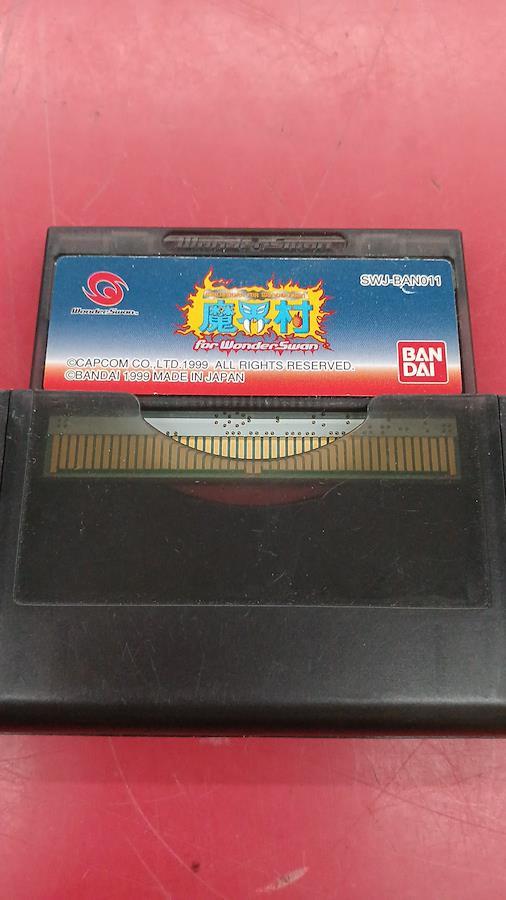 WonderSwan
SWJ-BAN011
WonderSwan
魔界村
for WonderSwan
©CAPCOM CO., LTD.1999 ALL RIGHTS RESERVED.
©BANDAI 1999 MADE IN JAPAN
BAN
DAI